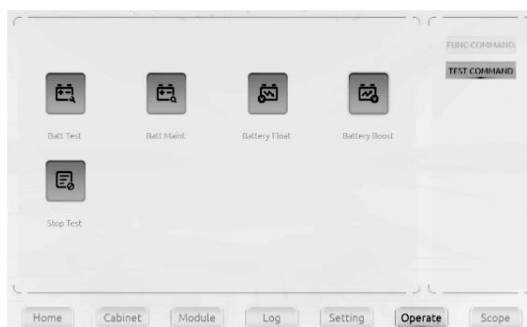 FUNC COMMAND
TEST COMMAND
Batt Test
Batt Maint
Battery Float
Battery Boost
Stop Test
Home
Cabinet
Module
Log
Setting
Operate
Scope